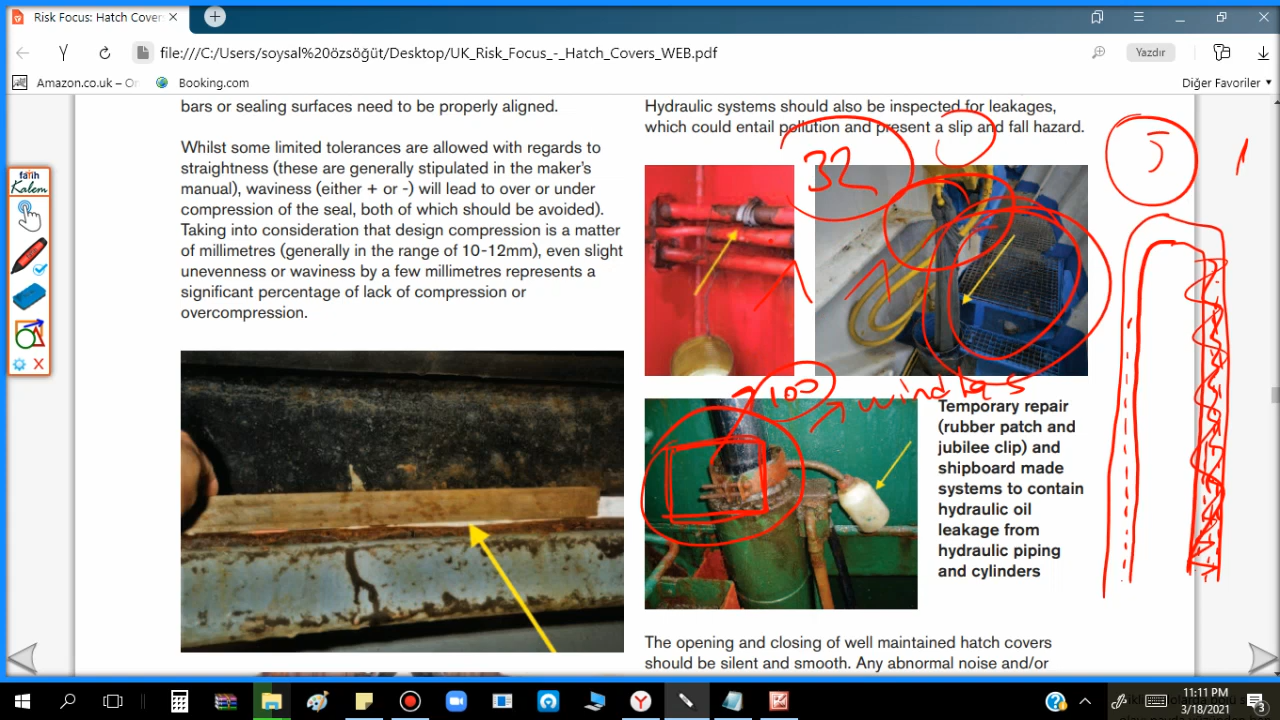 Risk Focus: Hatch Cover
file:///C:/Users/soysal%20özsöğüt/Desktop/UK_Risk_Focus_-_Hatch_Covers_WEB.pdf
Yazdır
Amazon.co.uk – O
Booking.com
Diğer Favoriler
bars or sealing surfaces need to be properly aligned.
Whilst some limited tolerances are allowed with regards to
straightness (these are generally stipulated in the maker's
manual), waviness (either + or -) will lead to over or under
compression of the seal, both of which should be avoided).
Taking into consideration that design compression is a matter
of millimetres (generally in the range of 10-12mm), even slight
unevenness or waviness by a few millimetres represents a
significant percentage of lack of compression or
overcompression.
Hydraulic systems should also be inspected for leakages,
which could entail pollution and present a slip and fall hazard.
32
100
windlass
Temporary repair
(rubber patch and
jubilee clip) and
shipboard made
systems to contain
hydraulic oil
leakage from
hydraulic piping
and cylinders
The opening and closing of well maintained hatch covers
should be silent and smooth. Any abnormal noise and/or
fatih
Kalem
11:11 PM
3/18/2021
3